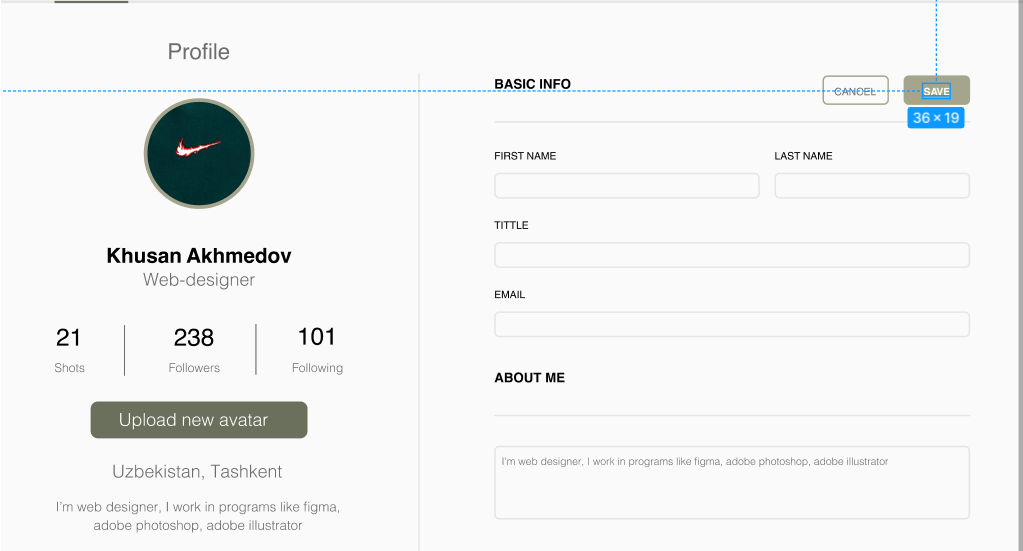 Profile
Khusan Akhmedov
Web-designer
21
Shots
238
Followers
101
Following
Upload new avatar
Uzbekistan, Tashkent
I'm web designer, I work in programs like figma,
adobe photoshop, adobe illustrator
BASIC INFO
CANCEL
SAVE
36 × 19
FIRST NAME
LAST NAME
TITTLE
EMAIL
ABOUT ME
I'm web designer, I work in programs like figma, adobe photoshop, adobe illustrator